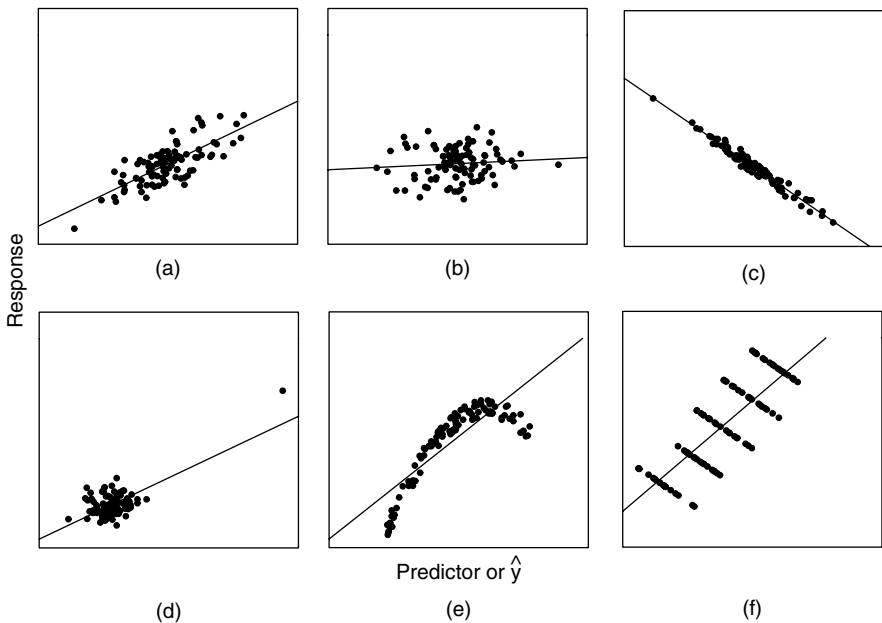 (a)
(b)
(c)
Response
(d)
Predictor or ŷ
(e)
(f)